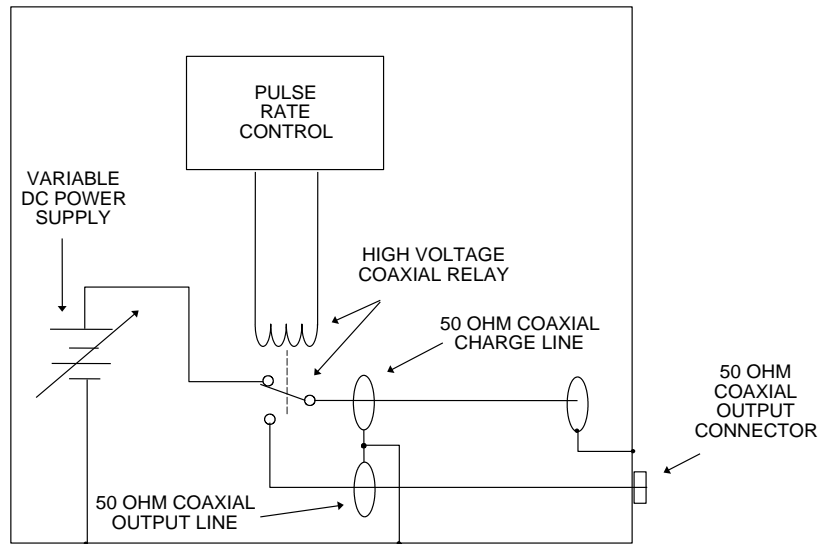 PULSE
RATE
CONTROL
VARIABLE
DC POWER
SUPPLY
HIGH VOLTAGE
COAXIAL RELAY
50 OHM COAXIAL
CHARGE LINE
50 OHM
COAXIAL
OUTPUT
CONNECTOR
50 OHM COAXIAL
OUTPUT LINE